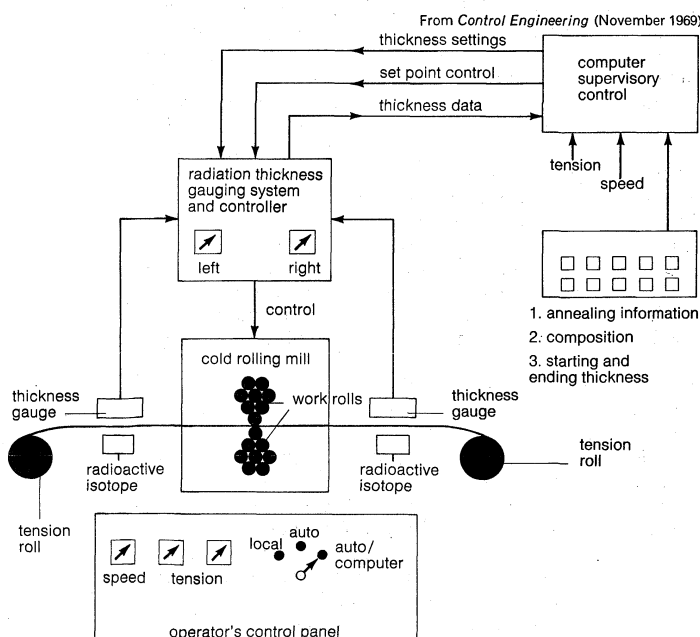 From Control Engineering (November 1969)
thickness settings
set point control
thickness data
computer
supervisory
control
tension
speed
radiation thickness
gauging system
and controller
left
right
control
1. annealing information
2. composition
3. starting and
ending thickness
cold rolling mill
work rolls
thickness
gauge
thickness
gauge
radioactive
isotope
radioactive
isotope
tension
roll
tension
roll
local
auto
auto/
computer
speed
tension
operator's control panel